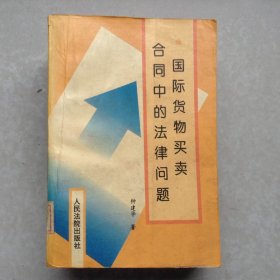 国际货物买卖
合同中的法律问题
钟建华 著
人民法院出版社